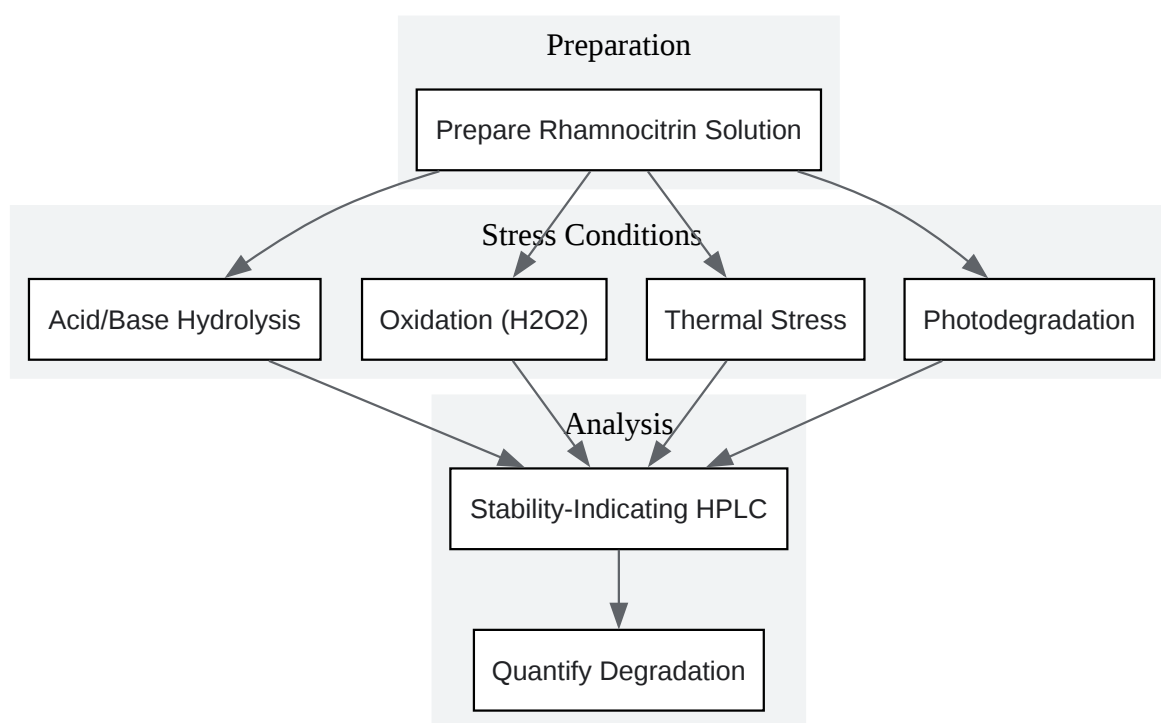 Preparation
Prepare Rhamnocitrin Solution
Stress Conditions
Acid/Base Hydrolysis
Oxidation (H2O2)
Thermal Stress
Photodegradation
Analysis
Stability-Indicating HPLC
Quantify Degradation